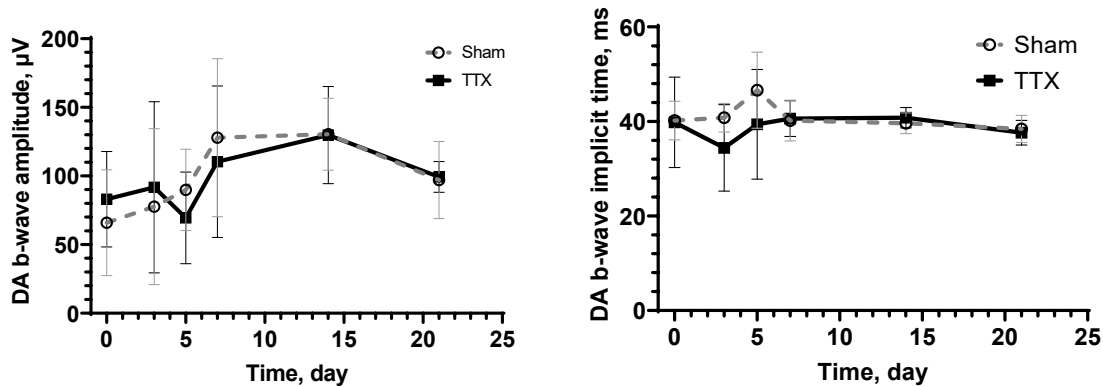 DA b-wave amplitude, µV
200
150
100
50
0
Sham
TTX
0 5 10 15 20 25
Time, day
DA b-wave implicit time, ms
60
40
20
0
Sham
TTX
0 5 10 15 20 25
Time, day